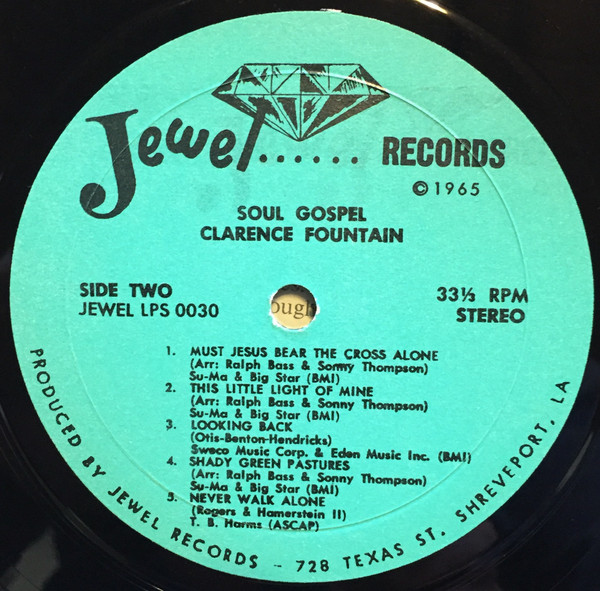 Jewel...... RECORDS
©1965
SOUL GOSPEL
CLARENCE FOUNTAIN
SIDE TWO
JEWEL LPS 0030
33⅓ RPM
STEREO
ough
1. MUST JESUS BEAR THE CROSS ALONE
(Arr: Ralph Bass & Sonny Thompson)
Su-Ma & Big Star (BMI)
2. THIS LITTLE LIGHT OF MINE
(Arr: Ralph Bass & Sonny Thompson)
Su-Ma & Big Star (BMI)
3. LOOKING BACK
(Otis-Benton-Hendricks)
Sweco Music Corp. & Eden Music Inc. (BMI)
4. SHADY GREEN PASTURES
(Arr: Ralph Bass & Sonny Thompson)
Su-Ma & Big Star (BMI)
5. NEVER WALK ALONE
(Rogers & Hamerstein II)
T. B. Harms (ASCAP)
PRODUCED BY JEWEL RECORDS - 728 TEXAS ST. SHREVEPORT, LA